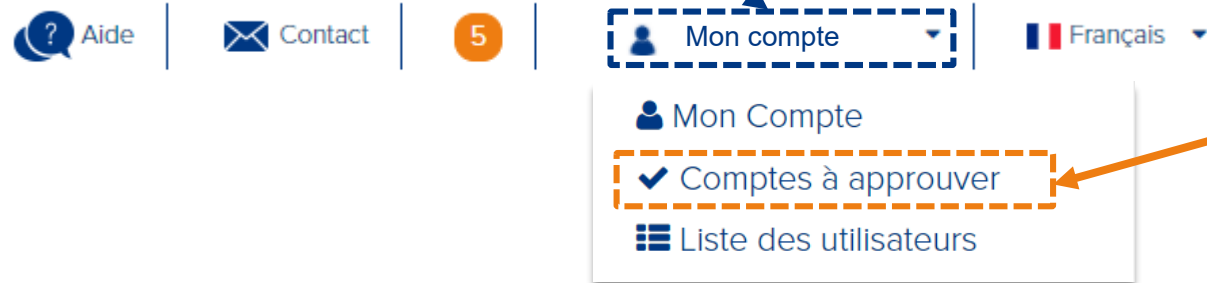 ? Aide Contact 5 Mon compte Français
Mon Compte
Comptes à approuver
Liste des utilisateurs